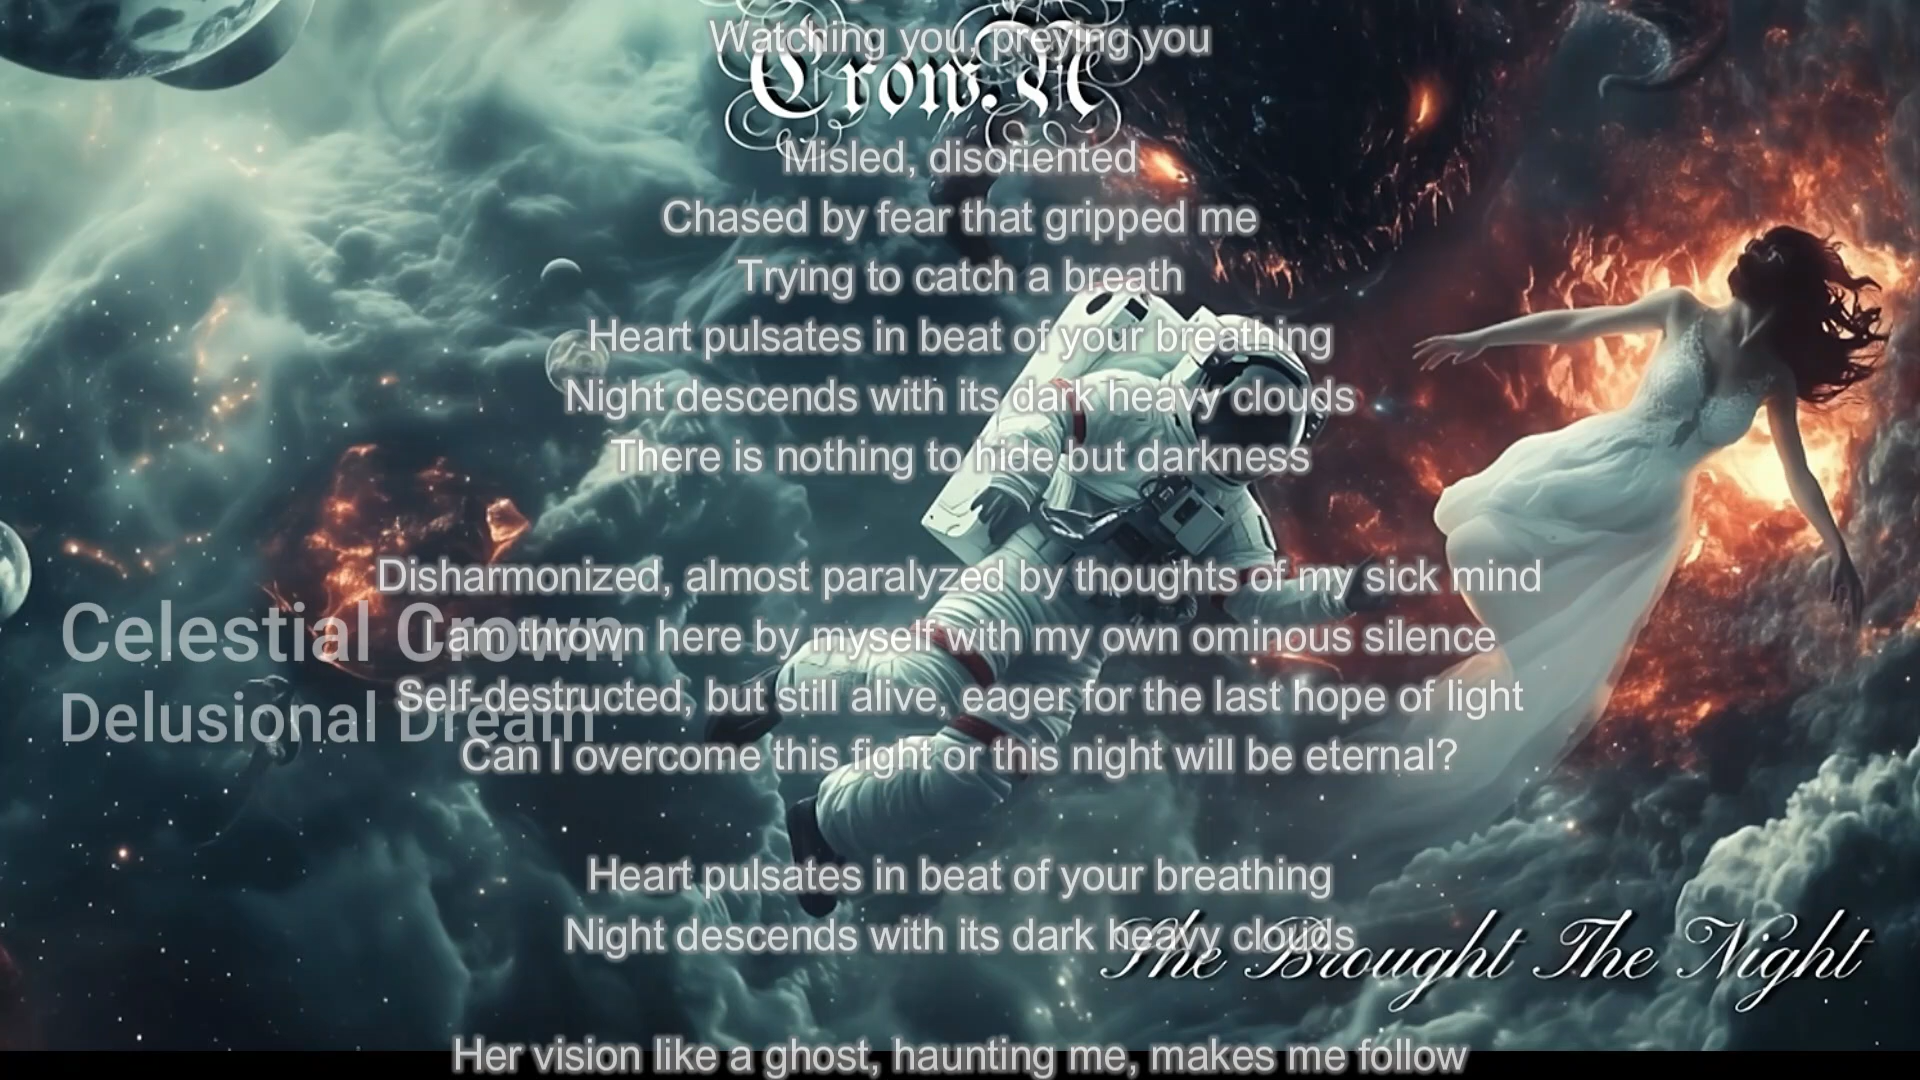 Watching you, preying you
Crow.N
Misled, disoriented
Chased by fear that gripped me
Trying to catch a breath
Heart pulsates in beat of your breathing
Night descends with its dark heavy clouds
There is nothing to hide but darkness
Disharmonized, almost paralyzed by thoughts of my sick mind
Celestial Crown
I am thrown here by myself with my own ominous silence
Self-destructed, but still alive, eager for the last hope of light
Delusional Dream
Can I overcome this fight or this night will be eternal?
Heart pulsates in beat of your breathing
Night descends with its dark heavy clouds
She Brought The Night
Her vision like a ghost, haunting me, makes me follow